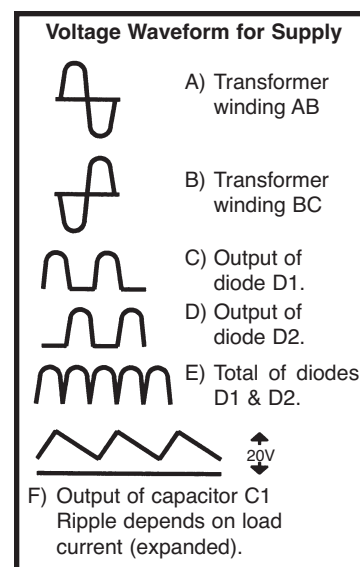 Voltage Waveform for Supply
A) Transformer
winding AB
B) Transformer
winding BC
C) Output of
diode D1.
D) Output of
diode D2.
E) Total of diodes
D1 & D2.
20V
F) Output of capacitor C1
Ripple depends on load
current (expanded).